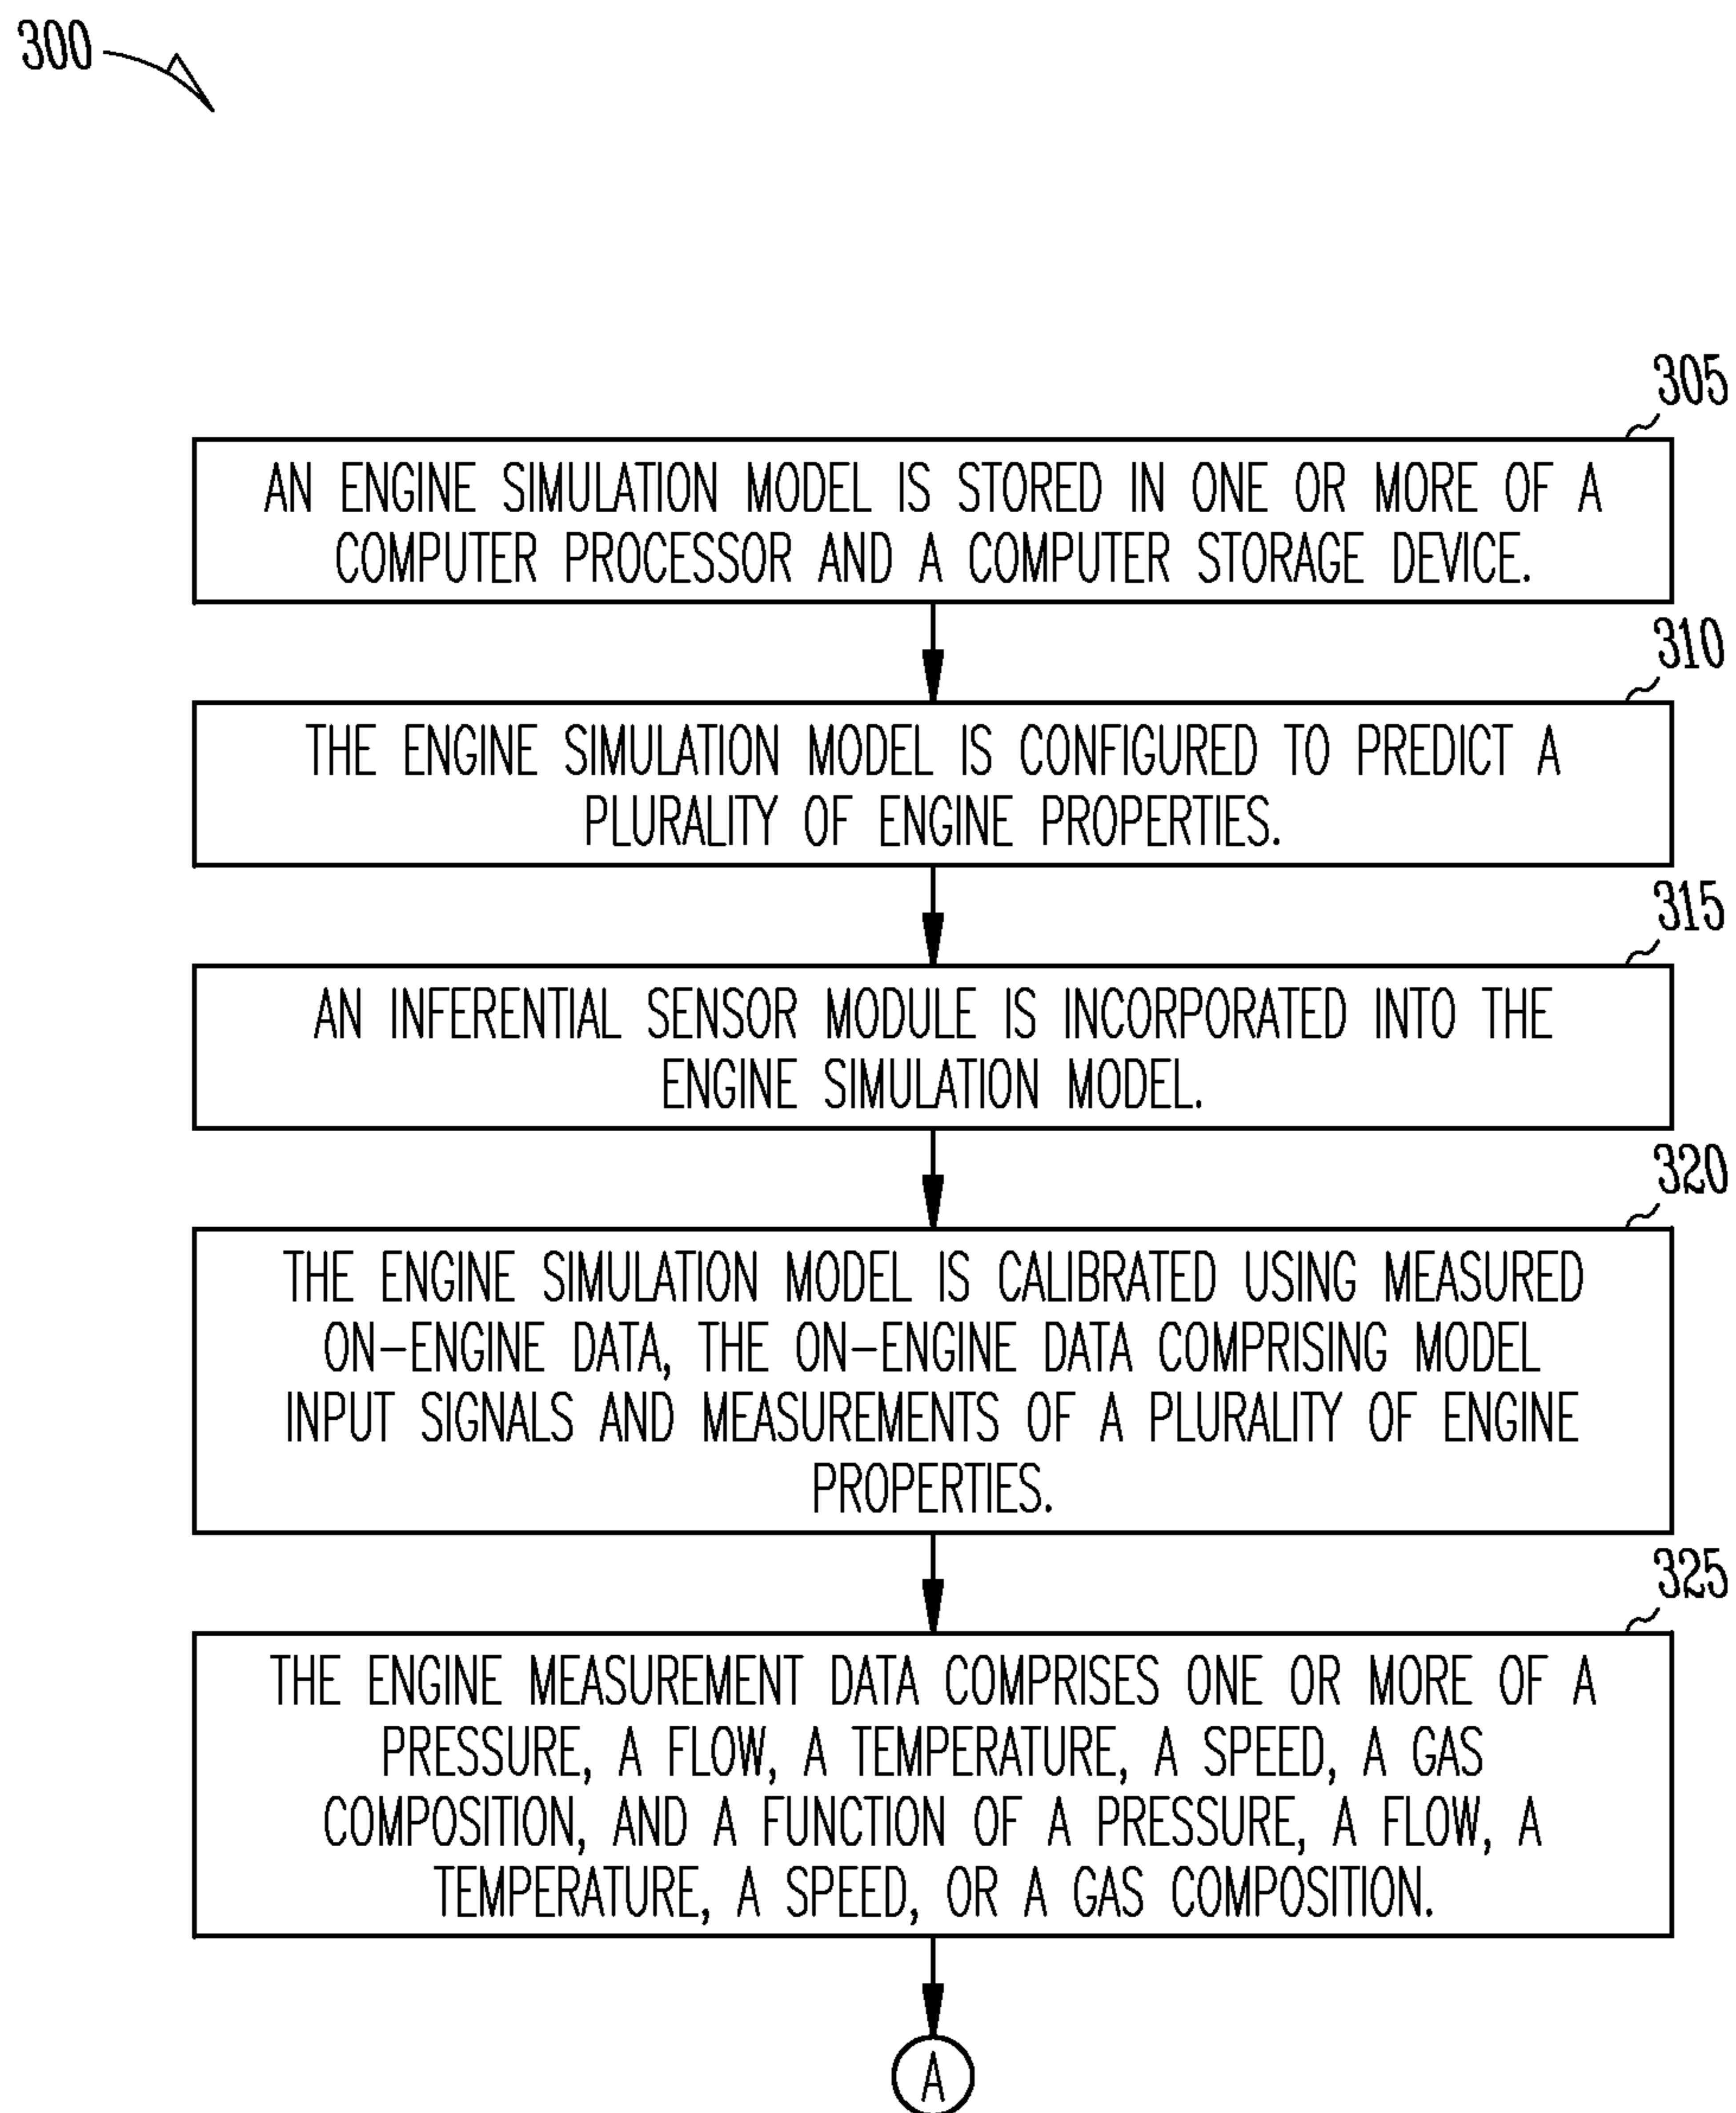 300
305
AN ENGINE SIMULATION MODEL IS STORED IN ONE OR MORE OF A
COMPUTER PROCESSOR AND A COMPUTER STORAGE DEVICE.
310
THE ENGINE SIMULATION MODEL IS CONFIGURED TO PREDICT A
PLURALITY OF ENGINE PROPERTIES.
315
AN INFERENTIAL SENSOR MODULE IS INCORPORATED INTO THE
ENGINE SIMULATION MODEL.
320
THE ENGINE SIMULATION MODEL IS CALIBRATED USING MEASURED
ON-ENGINE DATA, THE ON-ENGINE DATA COMPRISING MODEL
INPUT SIGNALS AND MEASUREMENTS OF A PLURALITY OF ENGINE
PROPERTIES.
325
THE ENGINE MEASUREMENT DATA COMPRISES ONE OR MORE OF A
PRESSURE, A FLOW, A TEMPERATURE, A SPEED, A GAS
COMPOSITION, AND A FUNCTION OF A PRESSURE, A FLOW, A
TEMPERATURE, A SPEED, OR A GAS COMPOSITION.
A